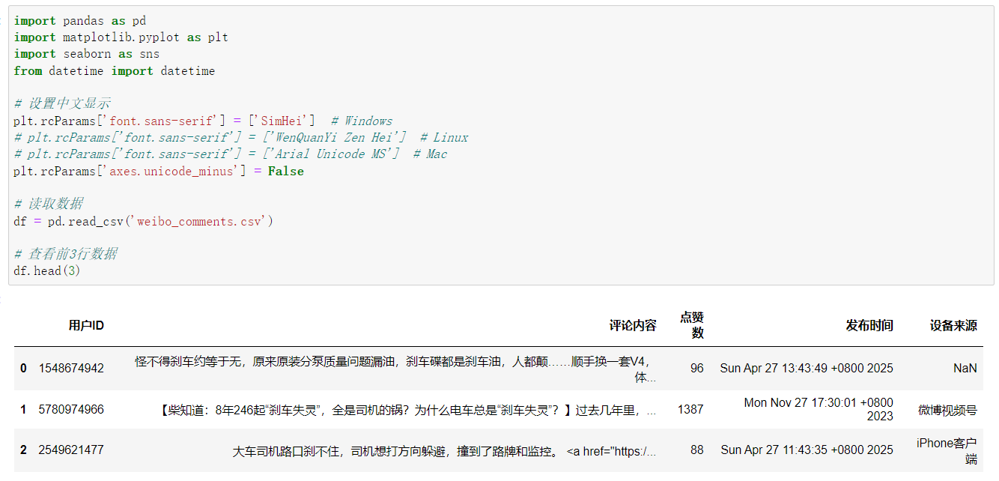 import pandas as pd
import matplotlib.pyplot as plt
import seaborn as sns
from datetime import datetime
# 设置中文显示
plt.rcParams['font.sans-serif'] = ['SimHei']  # Windows
# plt.rcParams['font.sans-serif'] = ['WenQuanYi Zen Hei']  # Linux
# plt.rcParams['font.sans-serif'] = ['Arial Unicode MS']  # Mac
plt.rcParams['axes.unicode_minus'] = False
# 读取数据
df = pd.read_csv('weibo_comments.csv')
# 查看前3行数据
df.head(3)
用户ID 评论内容 点赞数 发布时间 设备来源
0 1548674942 怪不得刹车约等于无，原来原装分泵质量问题漏油，刹车碟都是刹车油，人都颠……顺手换一套V4，
体... 96 Sun Apr 27 13:43:49 +0800 2025 NaN
1 5780974966 【柴知道：8年246起“刹车失灵”，全是司机的锅？为什么电车总是“刹车失灵”？】过去几年里，... 1387 Mon Nov 27 17:30:01 +0800
2023 微博视频号
2 2549621477 大车司机路口刹不住，司机想打方向躲避，撞到了路牌和监控。 <a href="https:/... 88 Sun Apr 27 11:43:35 +0800 2025 iPhone客户
端